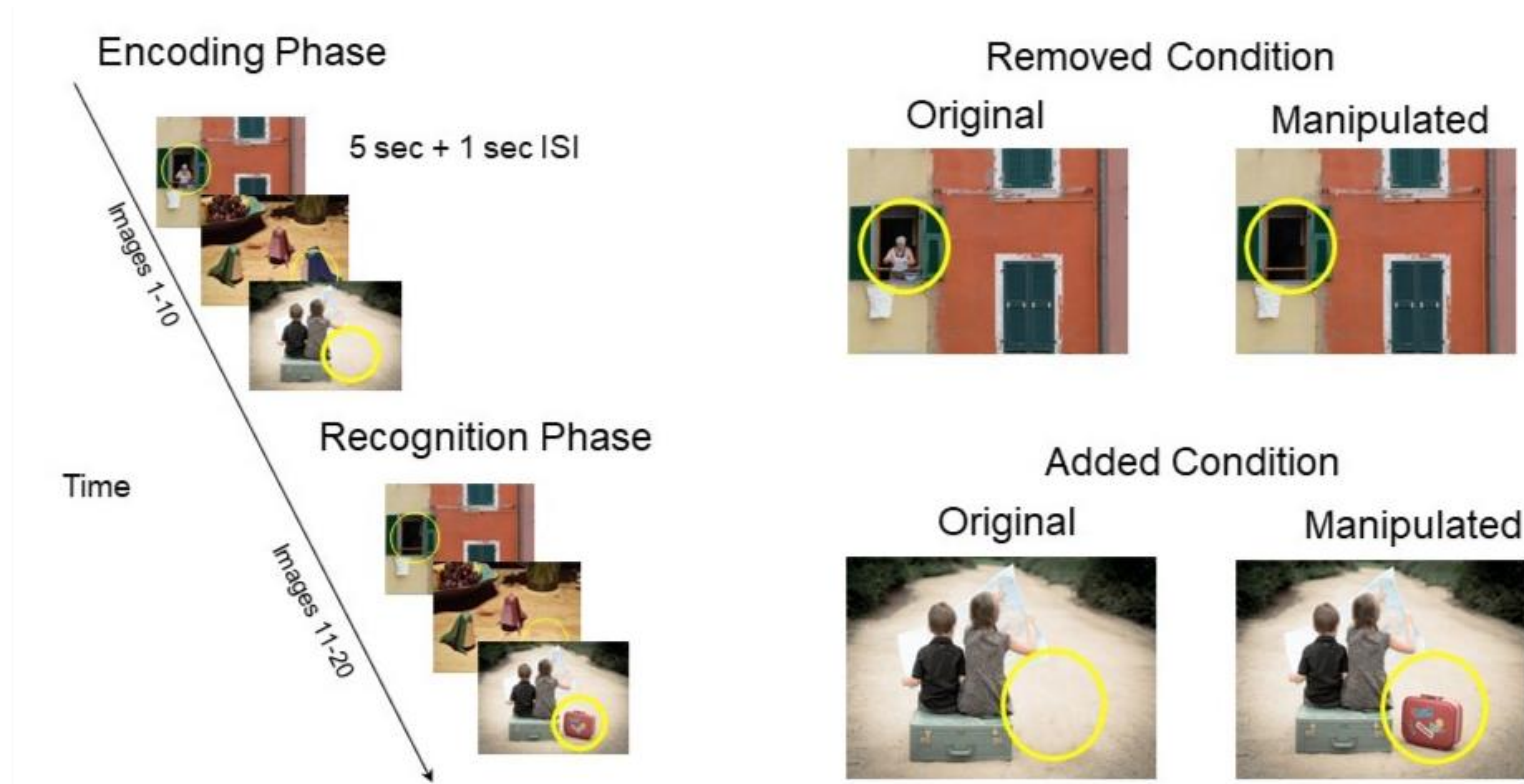 Encoding Phase
5 sec + 1 sec ISI
Images 1-10
Recognition Phase
Time
Images 11-20
Removed Condition
Original
Manipulated
Added Condition
Original
Manipulated